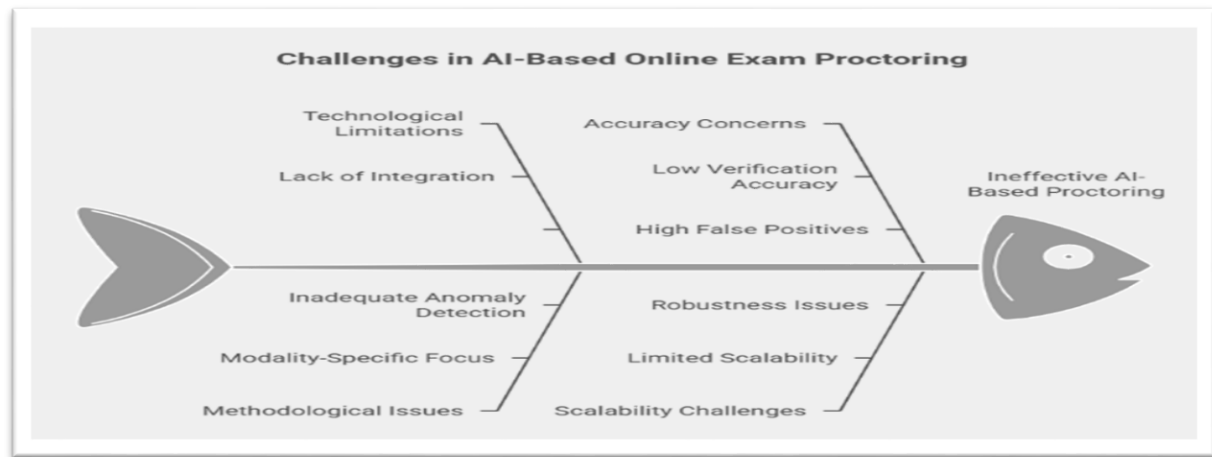 Challenges in AI-Based Online Exam Proctoring
Technological
Limitations
Lack of Integration
Accuracy Concerns
Low Verification
Accuracy
High False Positives
Ineffective AI-
Based Proctoring
Inadequate Anomaly
Detection
Modality-Specific Focus
Methodological Issues
Robustness Issues
Limited Scalability
Scalability Challenges